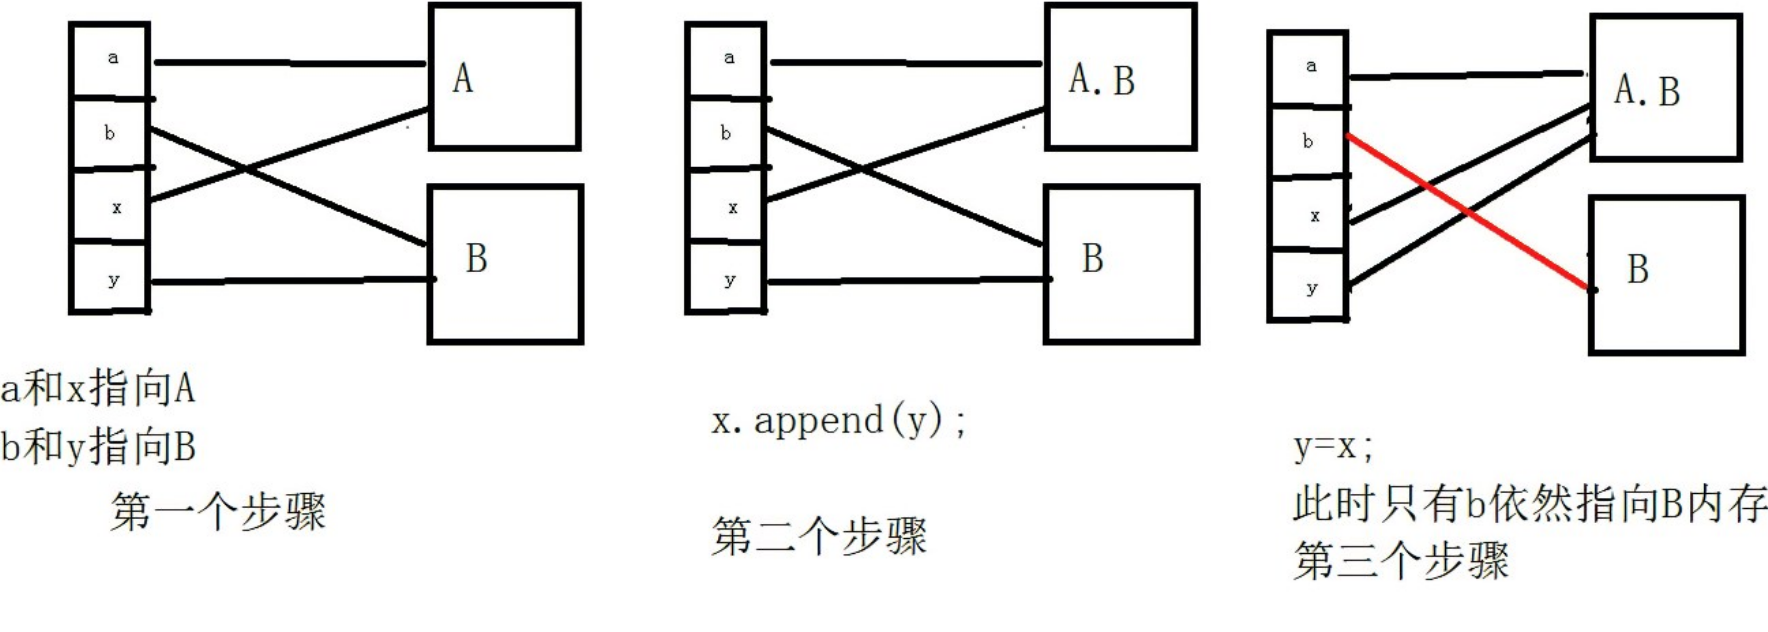 a
b
x
y
A
B
a和x指向A
b和y指向B
第一个步骤
a
b
x
y
A.B
B
x.append(y);
第二个步骤
a
b
x
y
A.B
B
y=x;
此时只有b依然指向B内存
第三个步骤